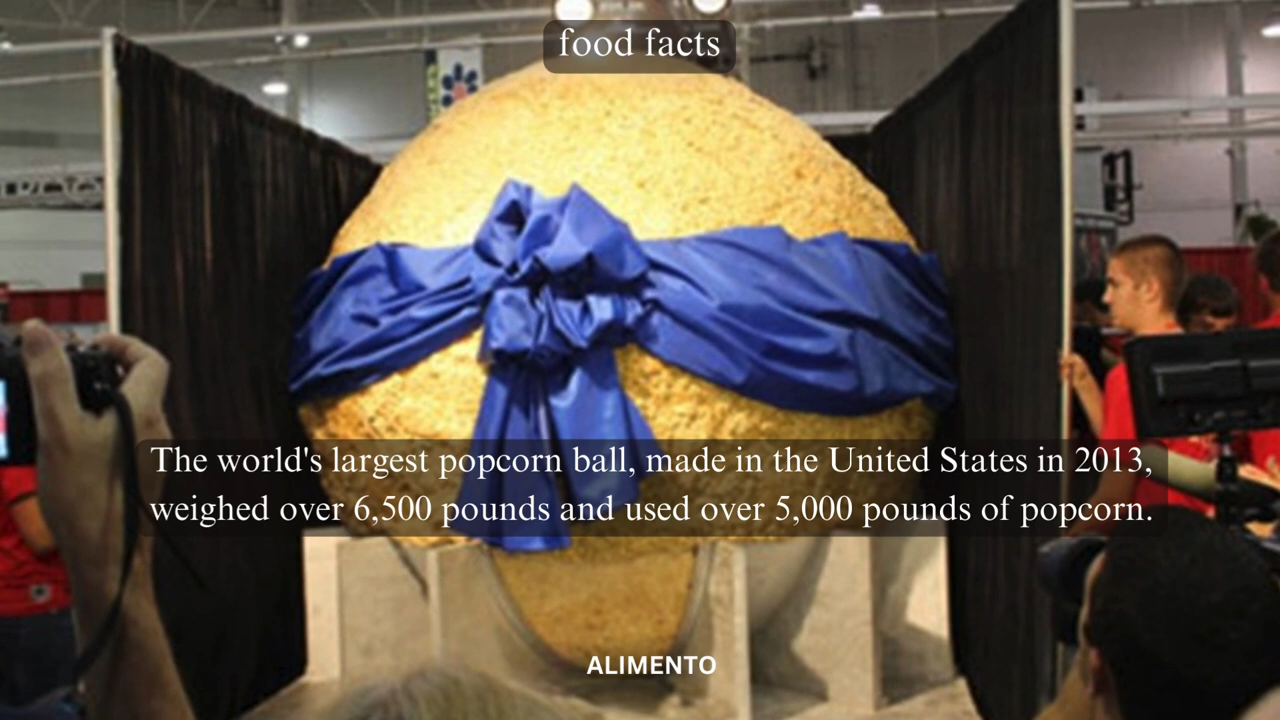 food facts
The world's largest popcorn ball, made in the United States in 2013,
weighed over 6,500 pounds and used over 5,000 pounds of popcorn.
ALIMENTO